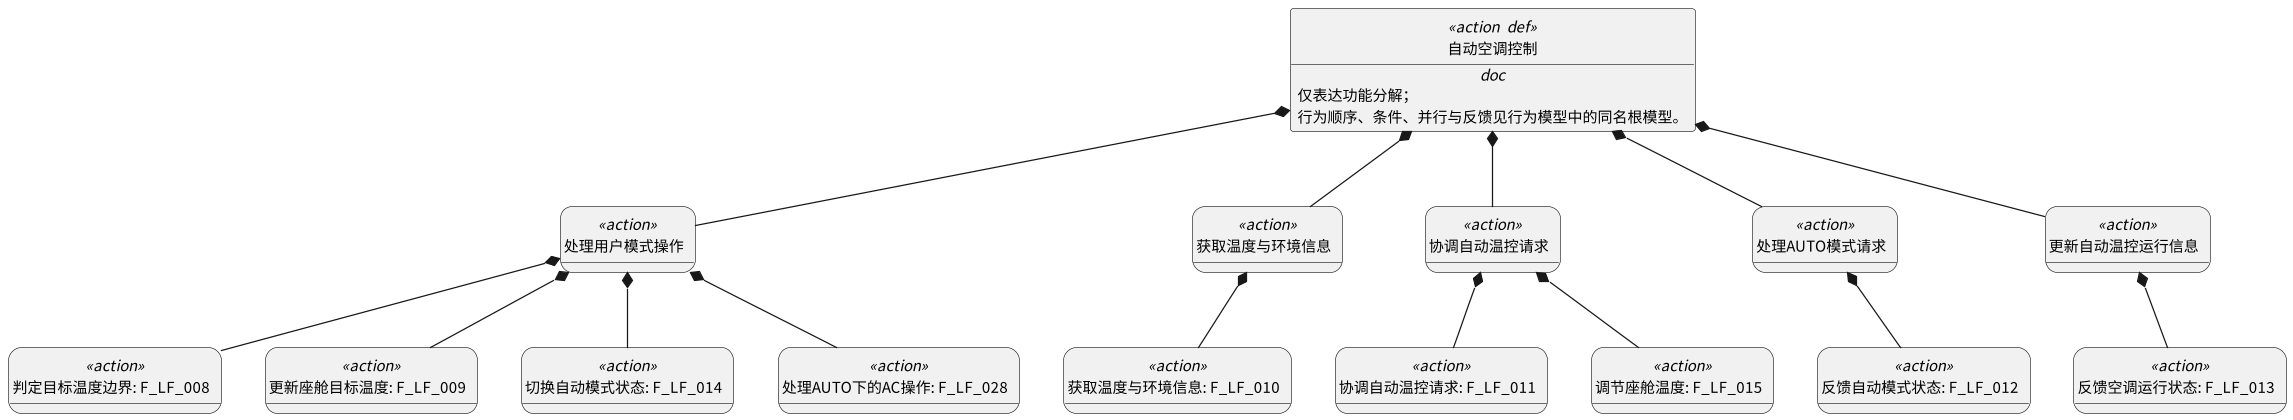 «action def»
自动空调控制
doc
仅表达功能分解；
行为顺序、条件、并行与反馈见行为模型中的同名根模型。
«action»
处理用户模式操作
«action»
获取温度与环境信息
«action»
协调自动温控请求
«action»
处理AUTO模式请求
«action»
更新自动温控运行信息
«action»
判定目标温度边界: F_LF_008
«action»
更新座舱目标温度: F_LF_009
«action»
切换自动模式状态: F_LF_014
«action»
处理AUTO下的AC操作: F_LF_028
«action»
获取温度与环境信息: F_LF_010
«action»
协调自动温控请求: F_LF_011
«action»
调节座舱温度: F_LF_015
«action»
反馈自动模式状态: F_LF_012
«action»
反馈空调运行状态: F_LF_013